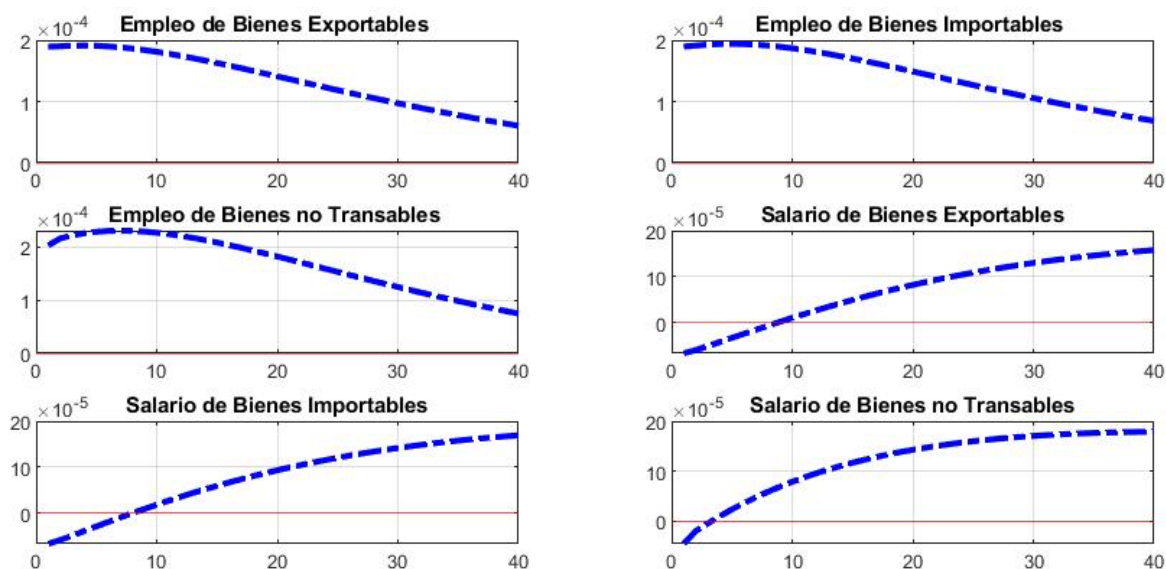 Empleo de Bienes Exportables
×10-4
2
1
0
0 10 20 30 40
Empleo de Bienes Importables
×10-4
2
1
0
0 10 20 30 40
Empleo de Bienes no Transables
×10-4
2
1
0
0 10 20 30 40
Salario de Bienes Exportables
×10-5
20
10
0
0 10 20 30 40
Salario de Bienes Importables
×10-5
20
10
0
0 10 20 30 40
Salario de Bienes no Transables
×10-5
20
10
0
0 10 20 30 40